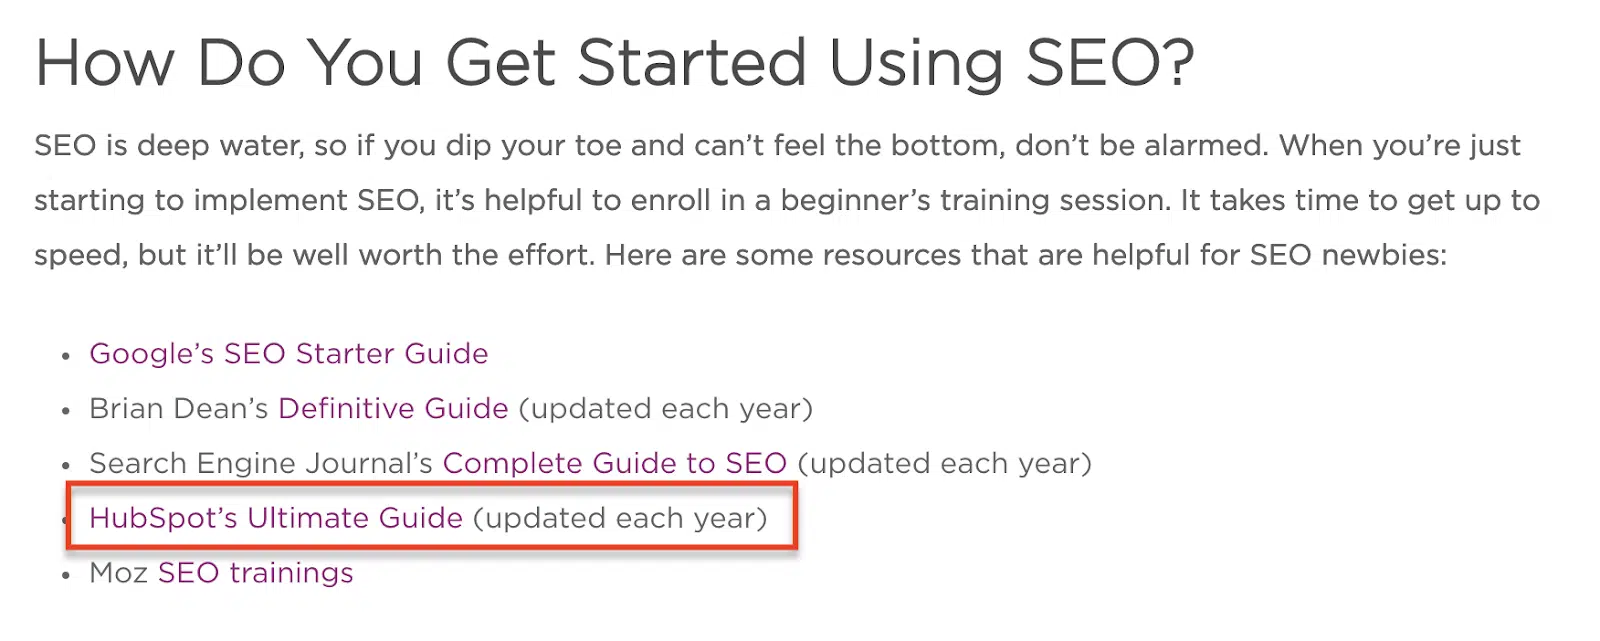 How Do You Get Started Using SEO?
SEO is deep water, so if you dip your toe and can’t feel the bottom, don’t be alarmed. When you’re just
starting to implement SEO, it’s helpful to enroll in a beginner’s training session. It takes time to get up to
speed, but it’ll be well worth the effort. Here are some resources that are helpful for SEO newbies:
• Google’s SEO Starter Guide
• Brian Dean’s Definitive Guide (updated each year)
• Search Engine Journal’s Complete Guide to SEO (updated each year)
• HubSpot’s Ultimate Guide (updated each year)
• Moz SEO trainings